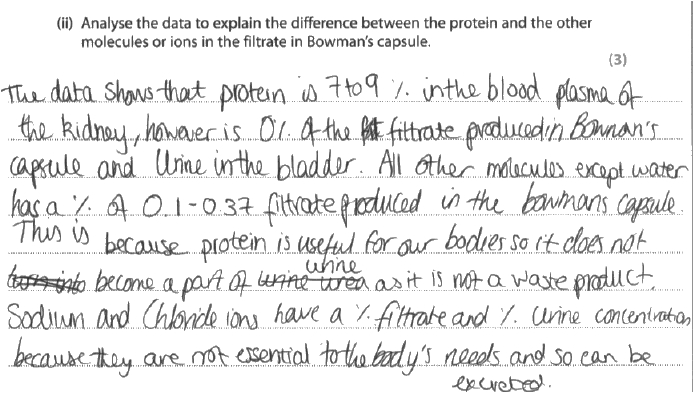 (ii) Analyse the data to explain the difference between the protein and the other
molecules or ions in the filtrate in Bowman's capsule.
(3)
The data shows that protein is 7 to 9 % in the blood plasma of
the kidney, however is 0% of the filtrate produced in Bowman's
capsule and Urine in the bladder. All other molecules except water
has a % of 0.1-0.37 filtrate produced in the bowmans capsule.
This is because protein is useful for our bodies so it does not
become a part of urine as it is not a waste product.
Sodium and Chloride ions have a % filtrate and % urine concentration
because they are not essential to the body's needs and so can be
excreted.